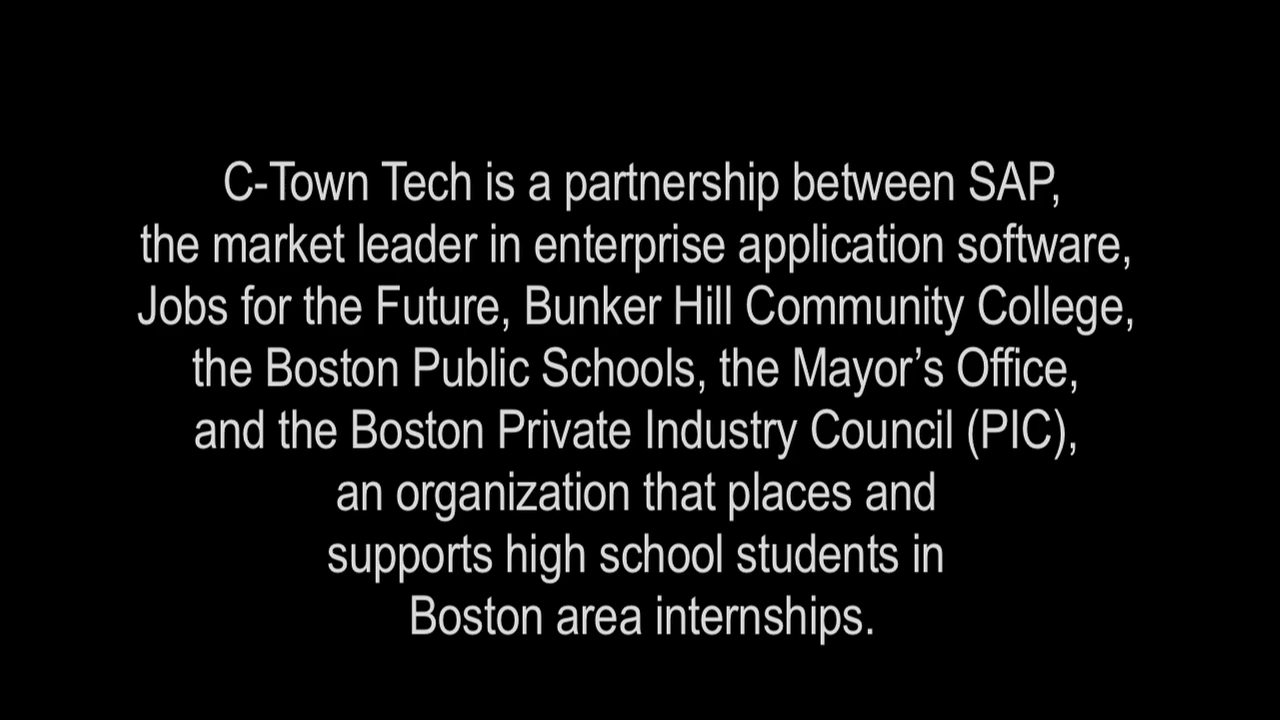 C-Town Tech is a partnership between SAP,
the market leader in enterprise application software,
Jobs for the Future, Bunker Hill Community College,
the Boston Public Schools, the Mayor’s Office,
and the Boston Private Industry Council (PIC),
an organization that places and
supports high school students in
Boston area internships.